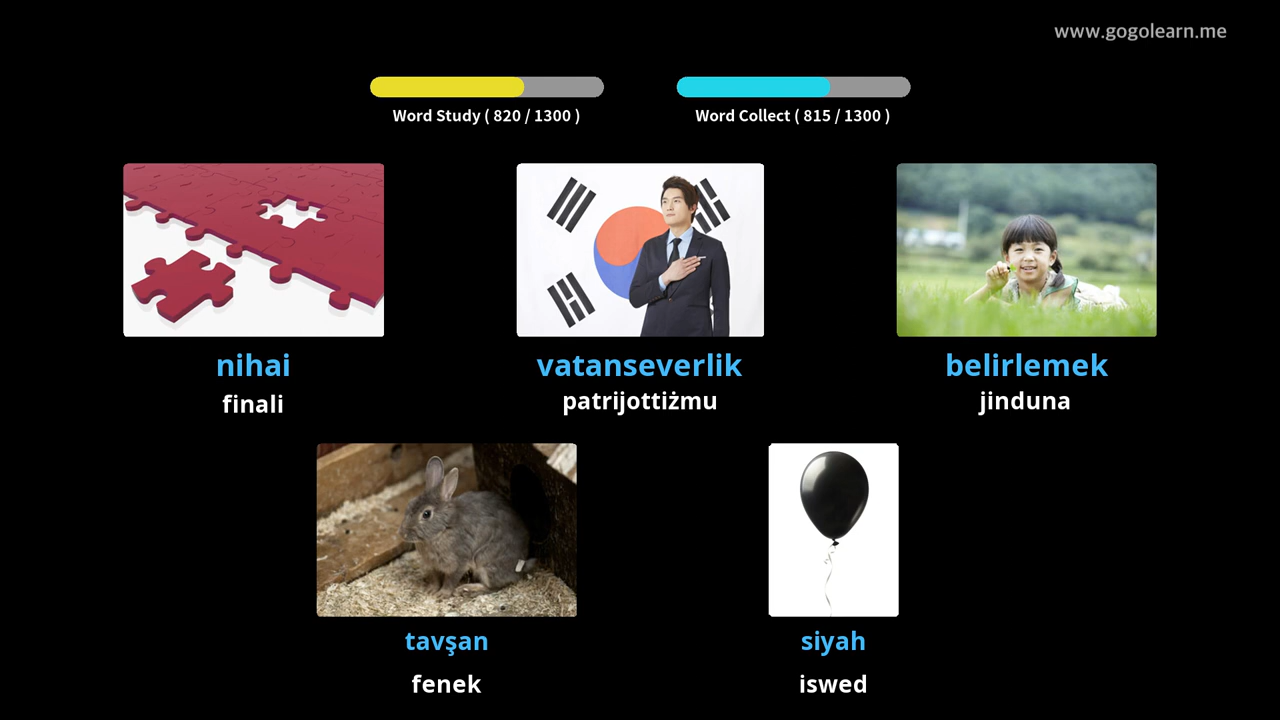 www.gogolearn.me
Word Study ( 820 / 1300 )
Word Collect ( 815 / 1300 )
nihai
finali
vatanseverlik
patrijottiżmu
belirlemek
jinduna
tavşan
fenek
siyah
iswed